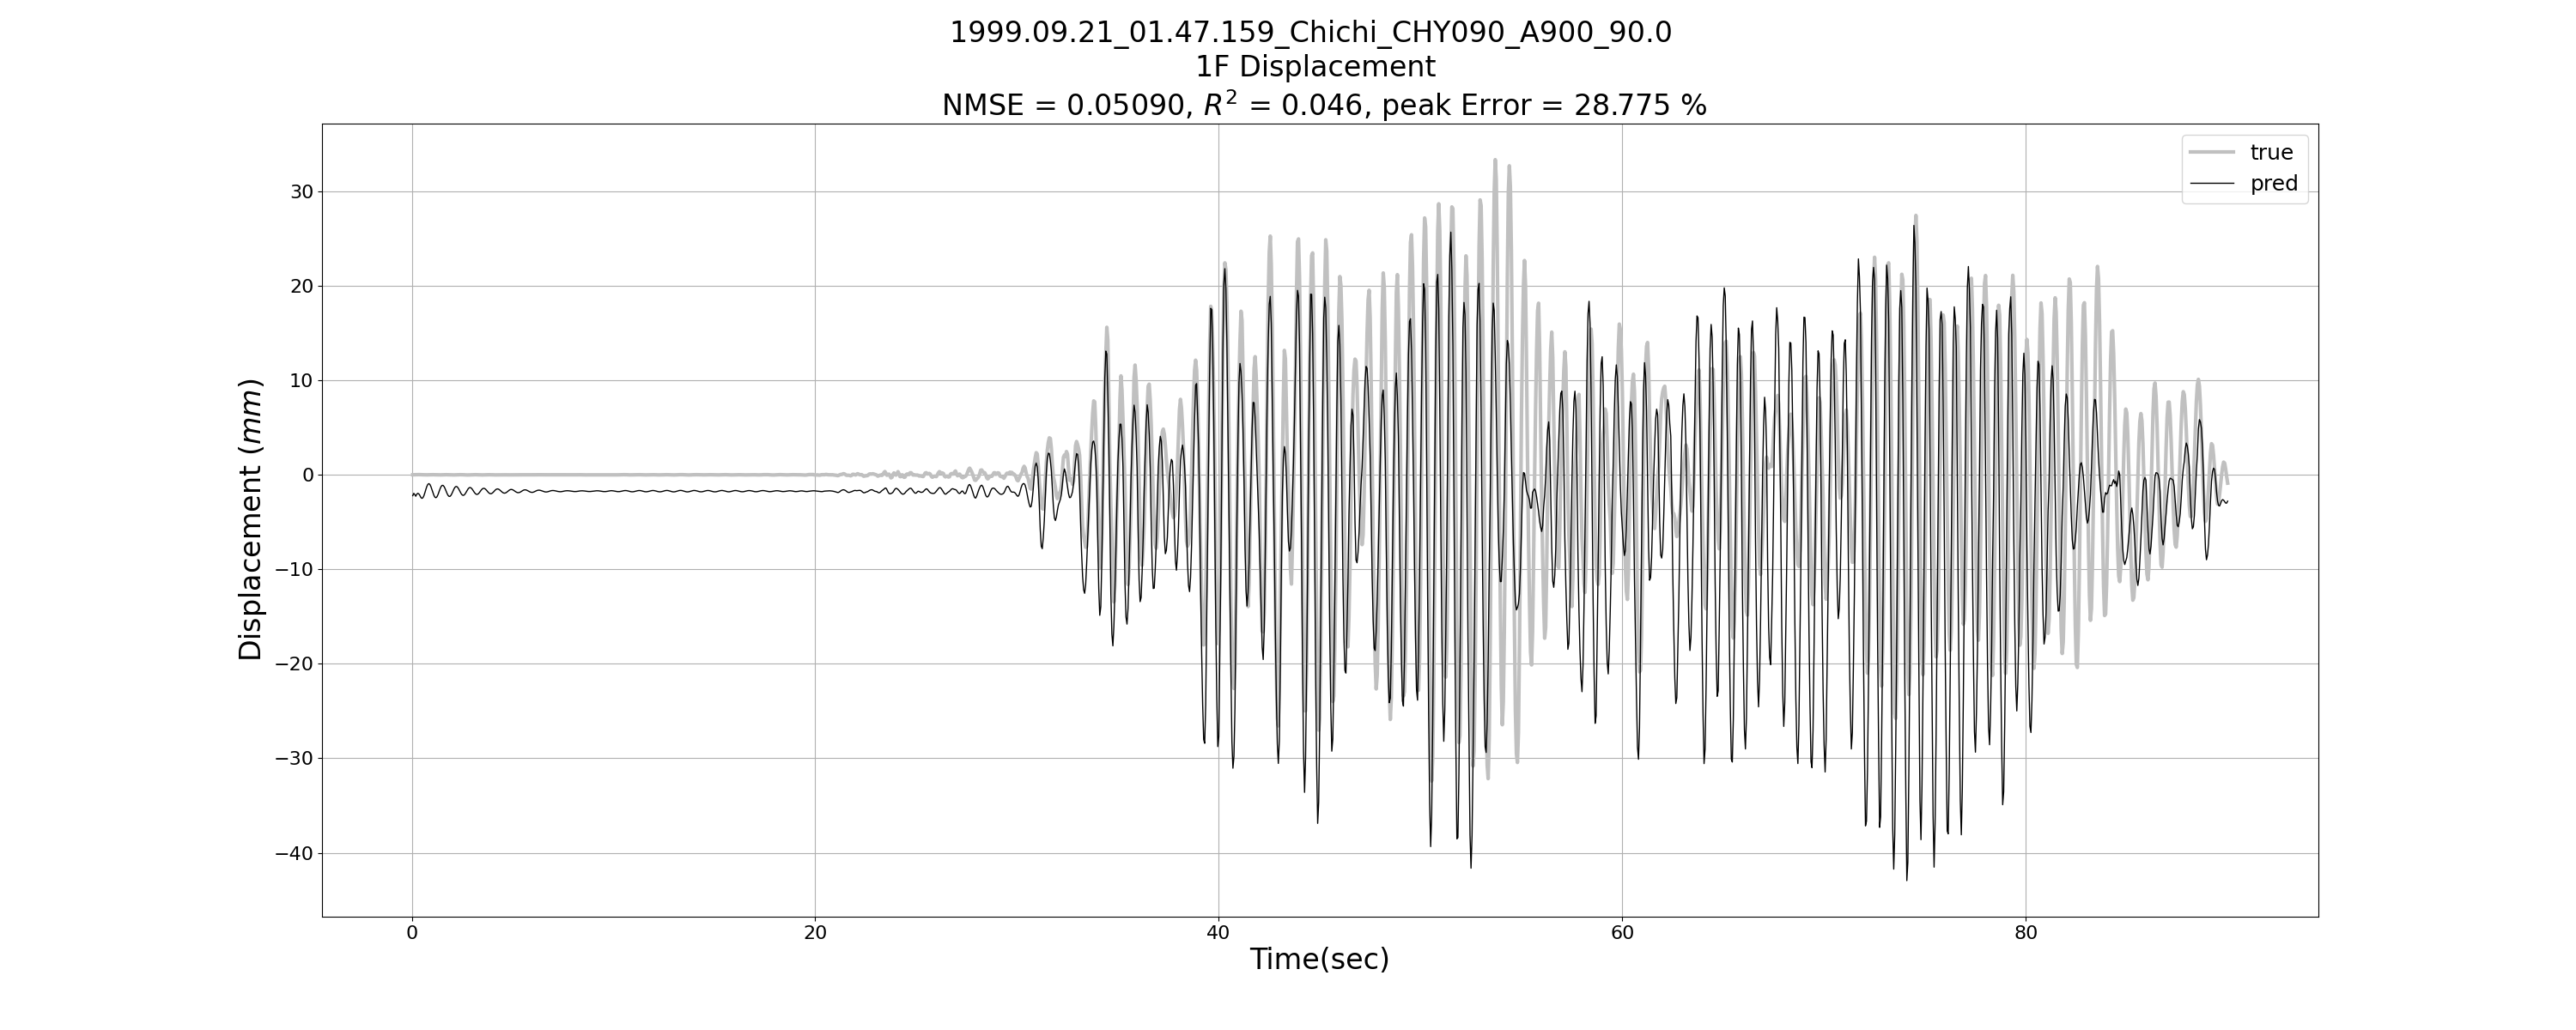 1999.09.21_01.47.159_Chichi_CHY090_A900_90.0
1F Displacement
NMSE = 0.05090, R² = 0.046, peak Error = 28.775 %
true
pred
Displacement (mm)
30
20
10
0
−10
−20
−30
−40
0 20 40 60 80
Time(sec)